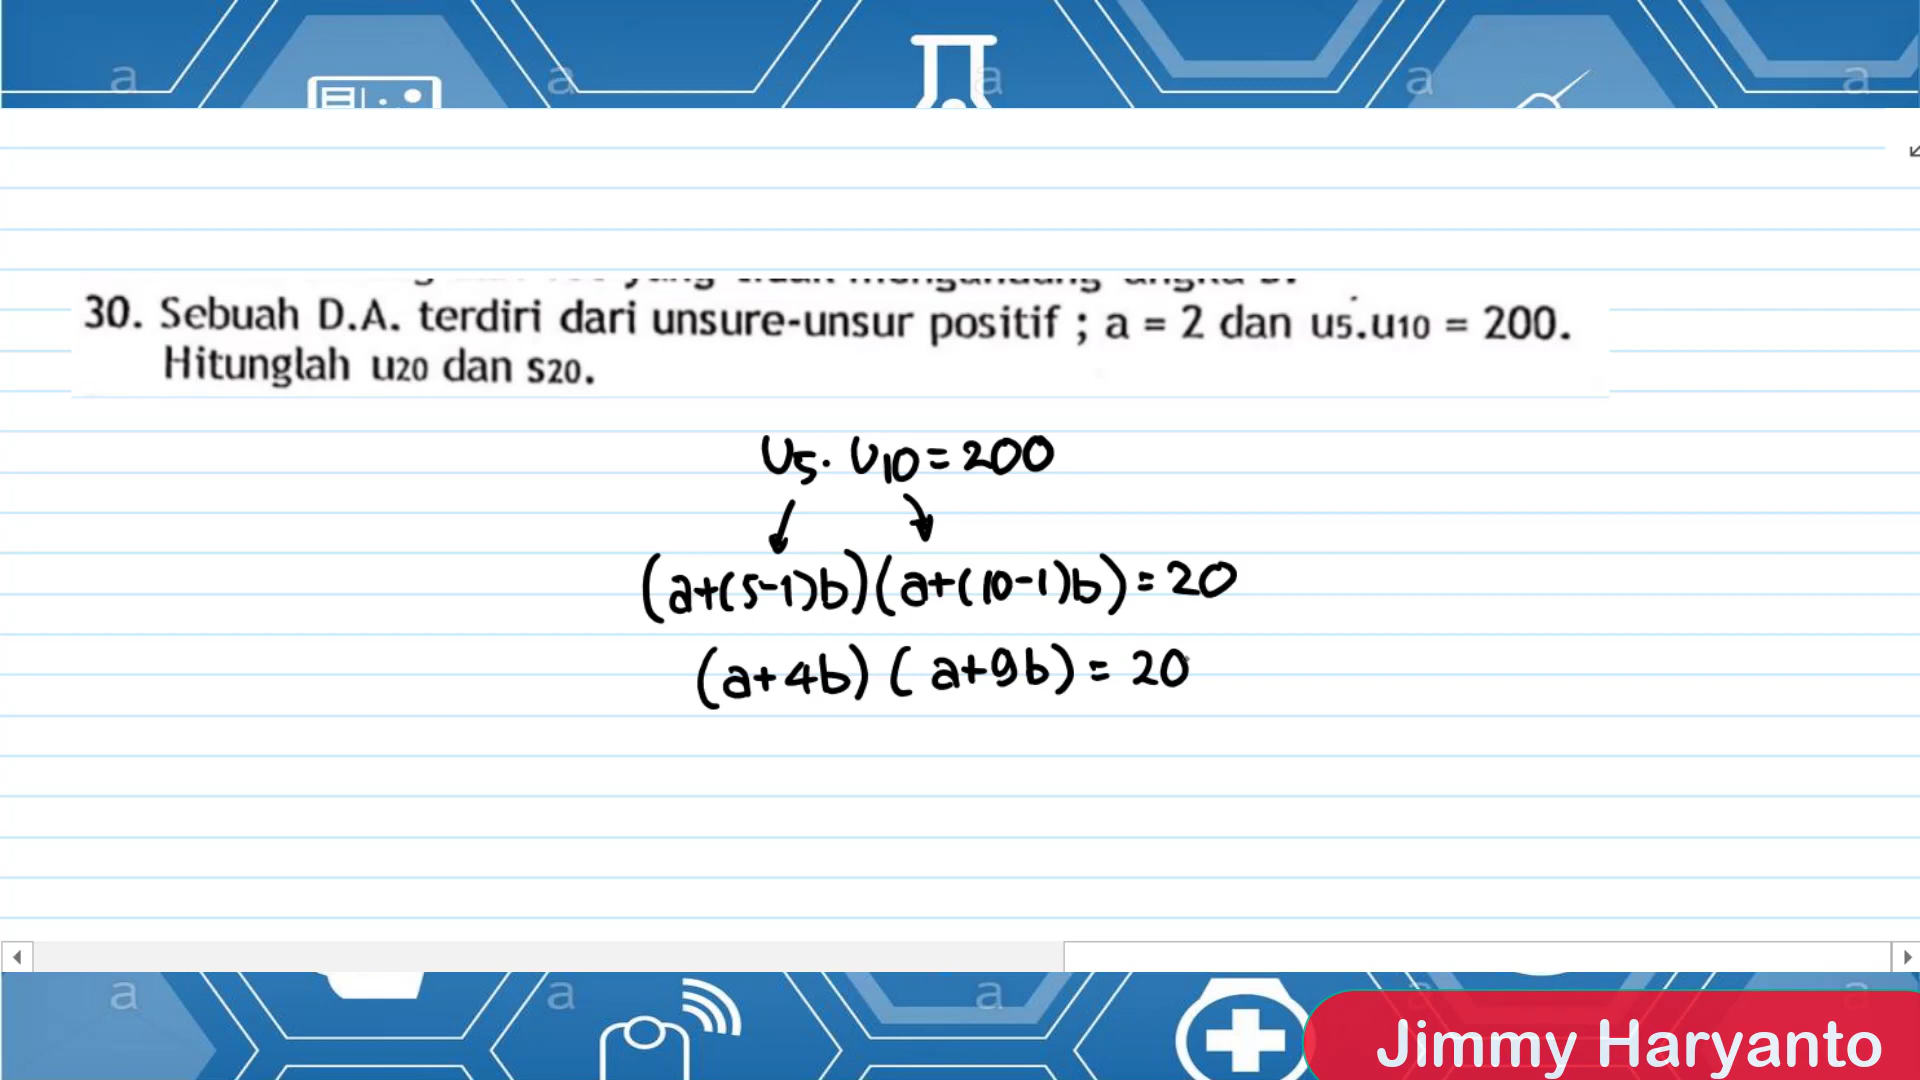 a a a a a
30. Sebuah D.A. terdiri dari unsure-unsur positif ; a = 2 dan u5.u10 = 200.
Hitunglah u20 dan s20.
U5. U10 = 200
(a+(5-1)b)(a+(10-1)b) = 20
(a+4b) (a+9b) = 20
a a a a a
Jimmy Haryanto